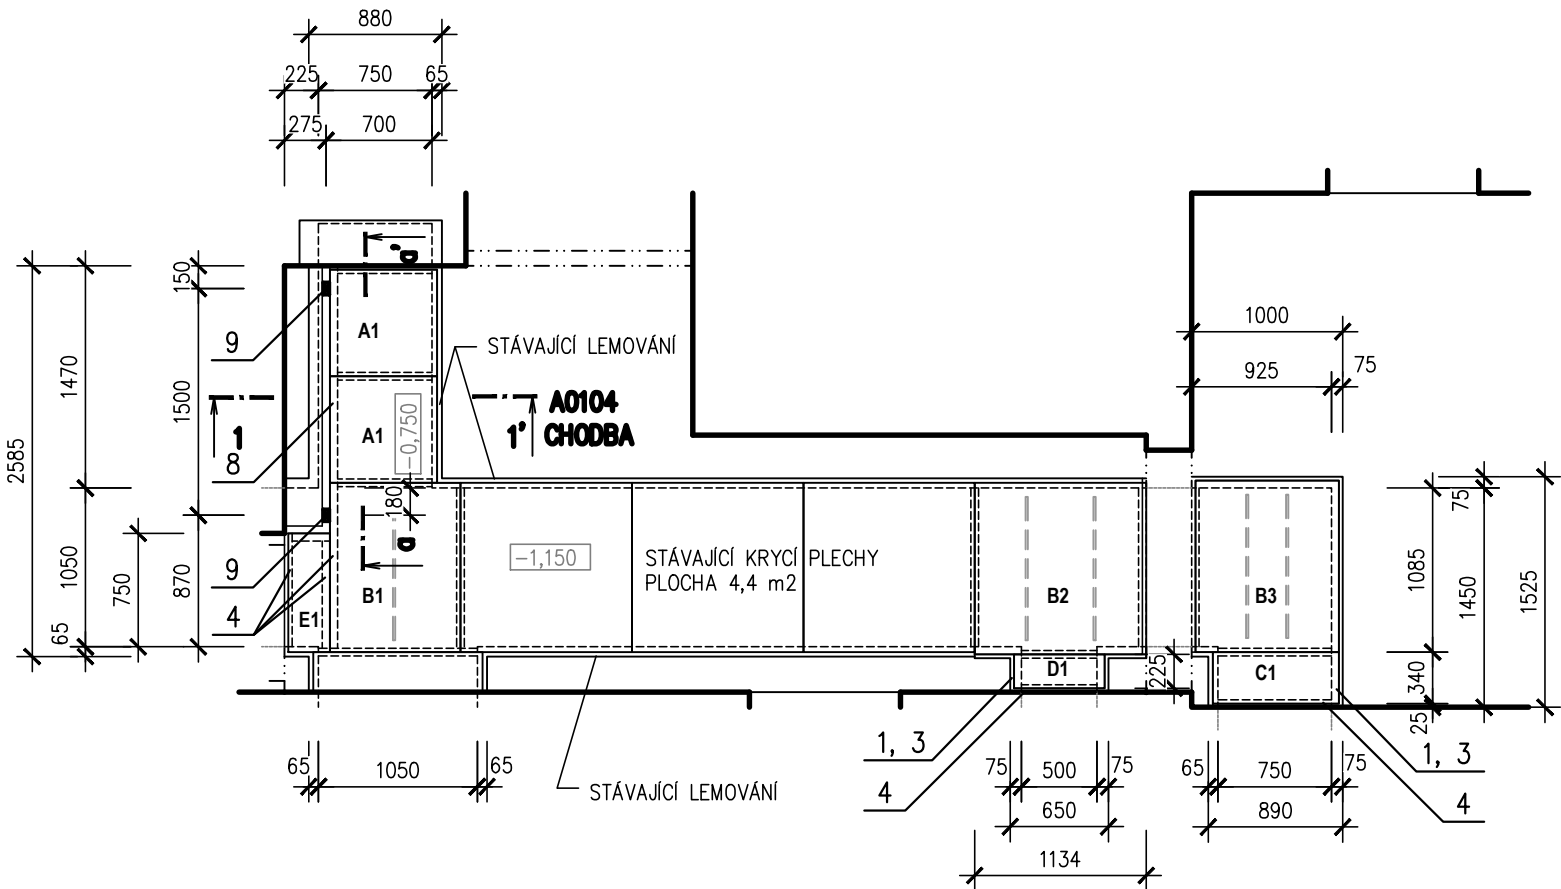 880
225 750 65
275 700
150
1470
1500
2585
1050
750
870
65
9
8
9
4
1
1'
a'
a
A1
A1
B1
E1
-0,750
180
-1,150
STÁVAJÍCÍ LEMOVÁNÍ
A0104
CHODBA
STÁVAJÍCÍ KRYCÍ PLECHY
PLOCHA 4,4 m2
B2
D1
225
B3
C1
1000
925 75
75
1085
1450
1525
340
25
65 1050 65
STÁVAJÍCÍ LEMOVÁNÍ
1, 3
4
75 500 75
650
1134
65 750 75
890
1, 3
4